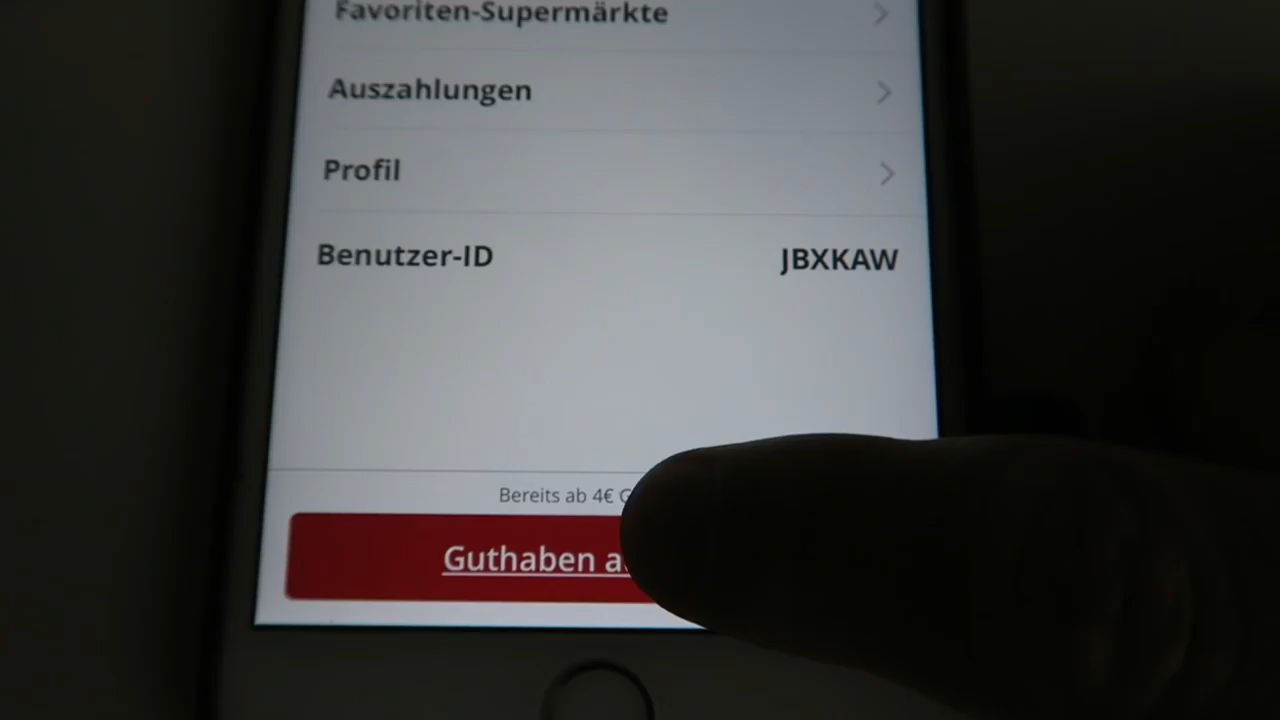 Favoriten-Supermärkte
Auszahlungen
Profil
Benutzer-ID JBXKAW
Bereits ab 4€
Guthaben